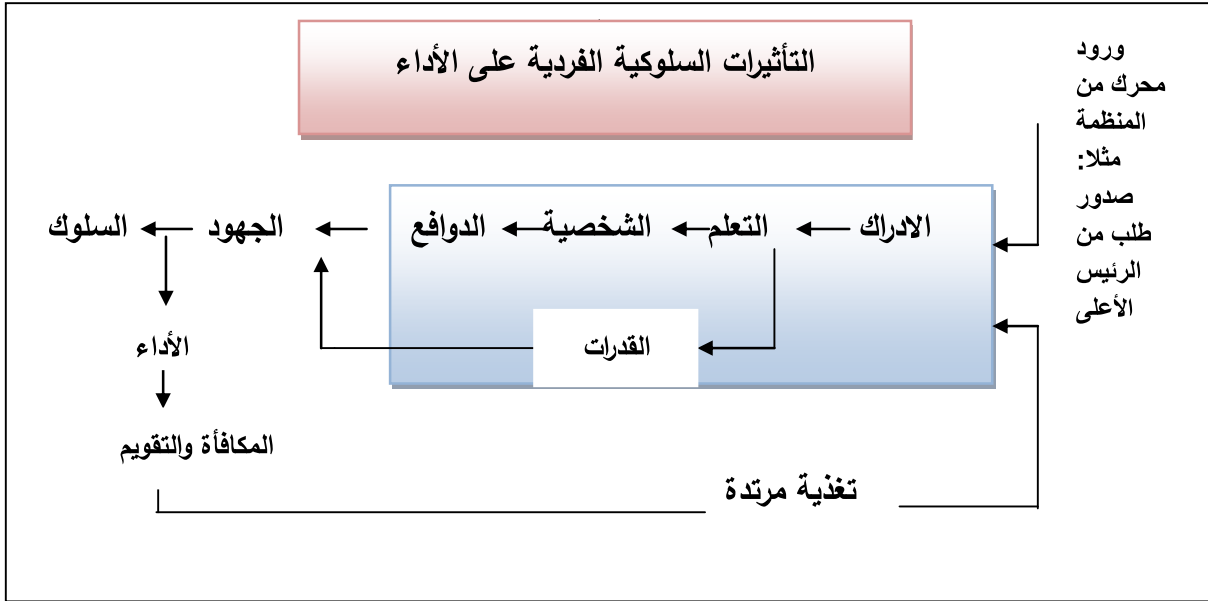 التأثيرات السلوكية الفردية على الأداء
ورود
محرك من
المنظمة
مثلا:
صدور
طلب من
الرئيس
الأعلى
الادراك
التعلم
الشخصية
الدوافع
الجهود
السلوك
القدرات
الأداء
المكافأة والتقويم
تغذية مرتدة